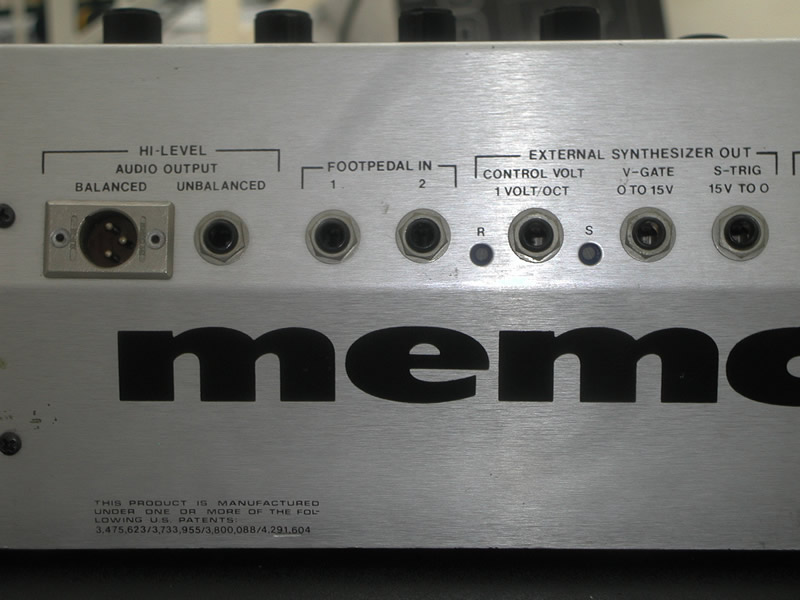 HI-LEVEL
AUDIO OUTPUT
BALANCED UNBALANCED
FOOTPEDAL IN
1 2
EXTERNAL SYNTHESIZER OUT
CONTROL VOLT V-GATE S-TRIG
1 VOLT/OCT 0 TO 15V 15V TO 0
R S
memo
THIS PRODUCT IS MANUFACTURED
UNDER ONE OR MORE OF THE FOL-
LOWING U.S. PATENTS:
3,475,623/3,733,955/3,800,088/4,291,604